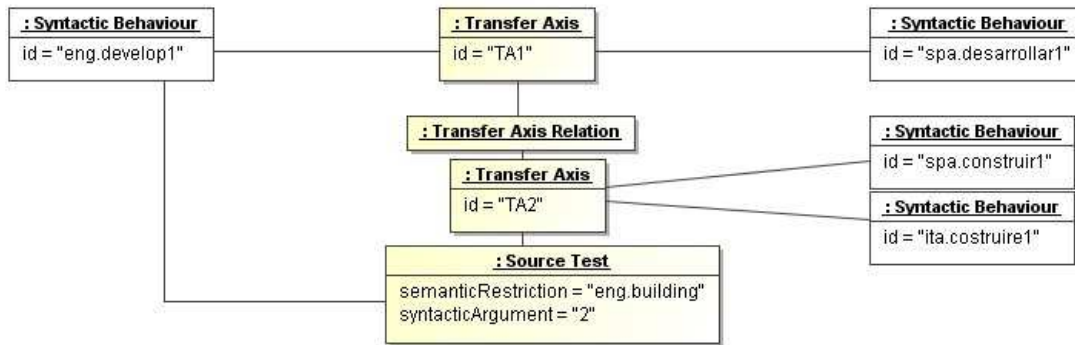 : Syntactic Behaviour
id = "eng.develop1"
: Transfer Axis
id = "TA1"
: Syntactic Behaviour
id = "spa.desarrollar1"
: Transfer Axis Relation
: Transfer Axis
id = "TA2"
: Syntactic Behaviour
id = "spa.construir1"
: Syntactic Behaviour
id = "ita.costruire1"
: Source Test
semanticRestriction = "eng.building"
syntacticArgument = "2"